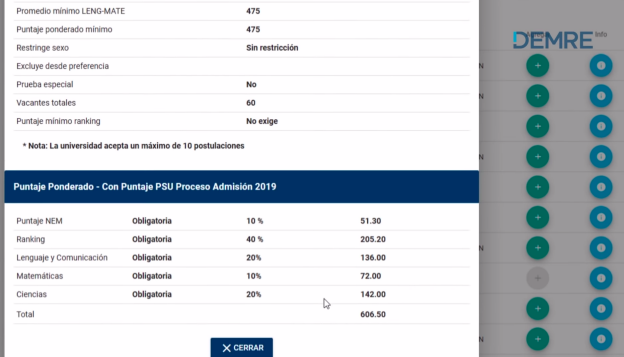 Promedio mínimo LENG-MATE 475
Puntaje ponderado mínimo 475
Restringe sexo Sin restricción
Excluye desde preferencia
Prueba especial No
Vacantes totales 60
Puntaje mínimo ranking No exige
* Nota: La universidad acepta un máximo de 10 postulaciones
Puntaje Ponderado - Con Puntaje PSU Proceso Admisión 2019
Puntaje NEM Obligatoria 10 % 51.30
Ranking Obligatoria 40 % 205.20
Lenguaje y Comunicación Obligatoria 20% 136.00
Matemáticas Obligatoria 10% 72.00
Ciencias Obligatoria 20% 142.00
Total 606.50
CERRAR
DEMRE
Info
N
N
N
N
N
N